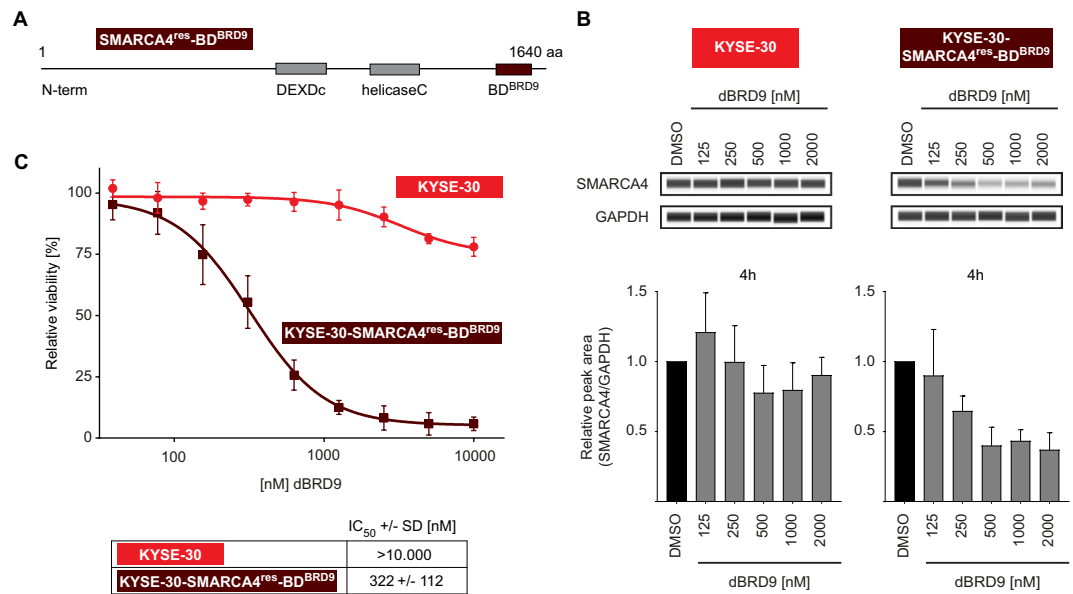 A
SMARCA4res-BDBRD9
1
1640 aa
N-term
DEXDc
helicaseC
BDBRD9
B
KYSE-30
KYSE-30-
SMARCA4res-BDBRD9
dBRD9 [nM]
dBRD9 [nM]
DMSO 125 250 500 1000 2000
DMSO 125 250 500 1000 2000
SMARCA4
GAPDH
4h
4h
Relative peak area
(SMARCA4/GAPDH)
1.5
1.0
0.5
1.5
1.0
0.5
DMSO 125 250 500 1000 2000
DMSO 125 250 500 1000 2000
dBRD9 [nM]
dBRD9 [nM]
C
Relative viability [%]
100
75
50
25
0
KYSE-30
KYSE-30-SMARCA4res-BDBRD9
100 1000 10000
[nM] dBRD9
IC50 +/- SD [nM]
KYSE-30 >10.000
KYSE-30-SMARCA4res-BDBRD9 322 +/- 112